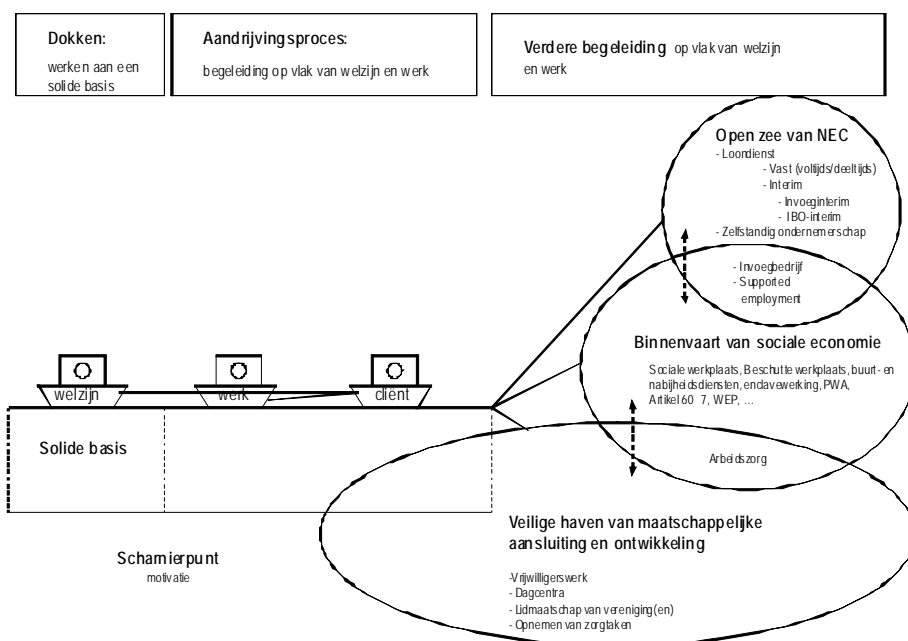 Dokken:
werken aan een
solide basis
Aandrijvingsproces:
begeleiding op vlak van welzijn en werk
Verdere begeleiding op vlak van welzijn
en werk
Open zee van NEC
- Loondienst
- Vast (voltijds/deeltijds)
- Interim
- Invoeginterim
- IBO-interim
- Zelfstandig ondernemerschap
- Invoegbedrijf
- Supported
employment
Binnenvaart van sociale economie
Sociale werkplaats, Beschutte werkplaats, buurt- en
nabijheidsdiensten, enclavewerking, PWA,
Artikel 60 7, WEP, ...
Arbeidszorg
welzijn
werk
cliënt
Solide basis
Scharnierpunt
motivatie
Veilige haven van maatschappelijke
aansluiting en ontwikkeling
-Vrijwilligerswerk
- Dagcentra
- Lidmaatschap van vereniging(en)
- Opnemen van zorgtaken